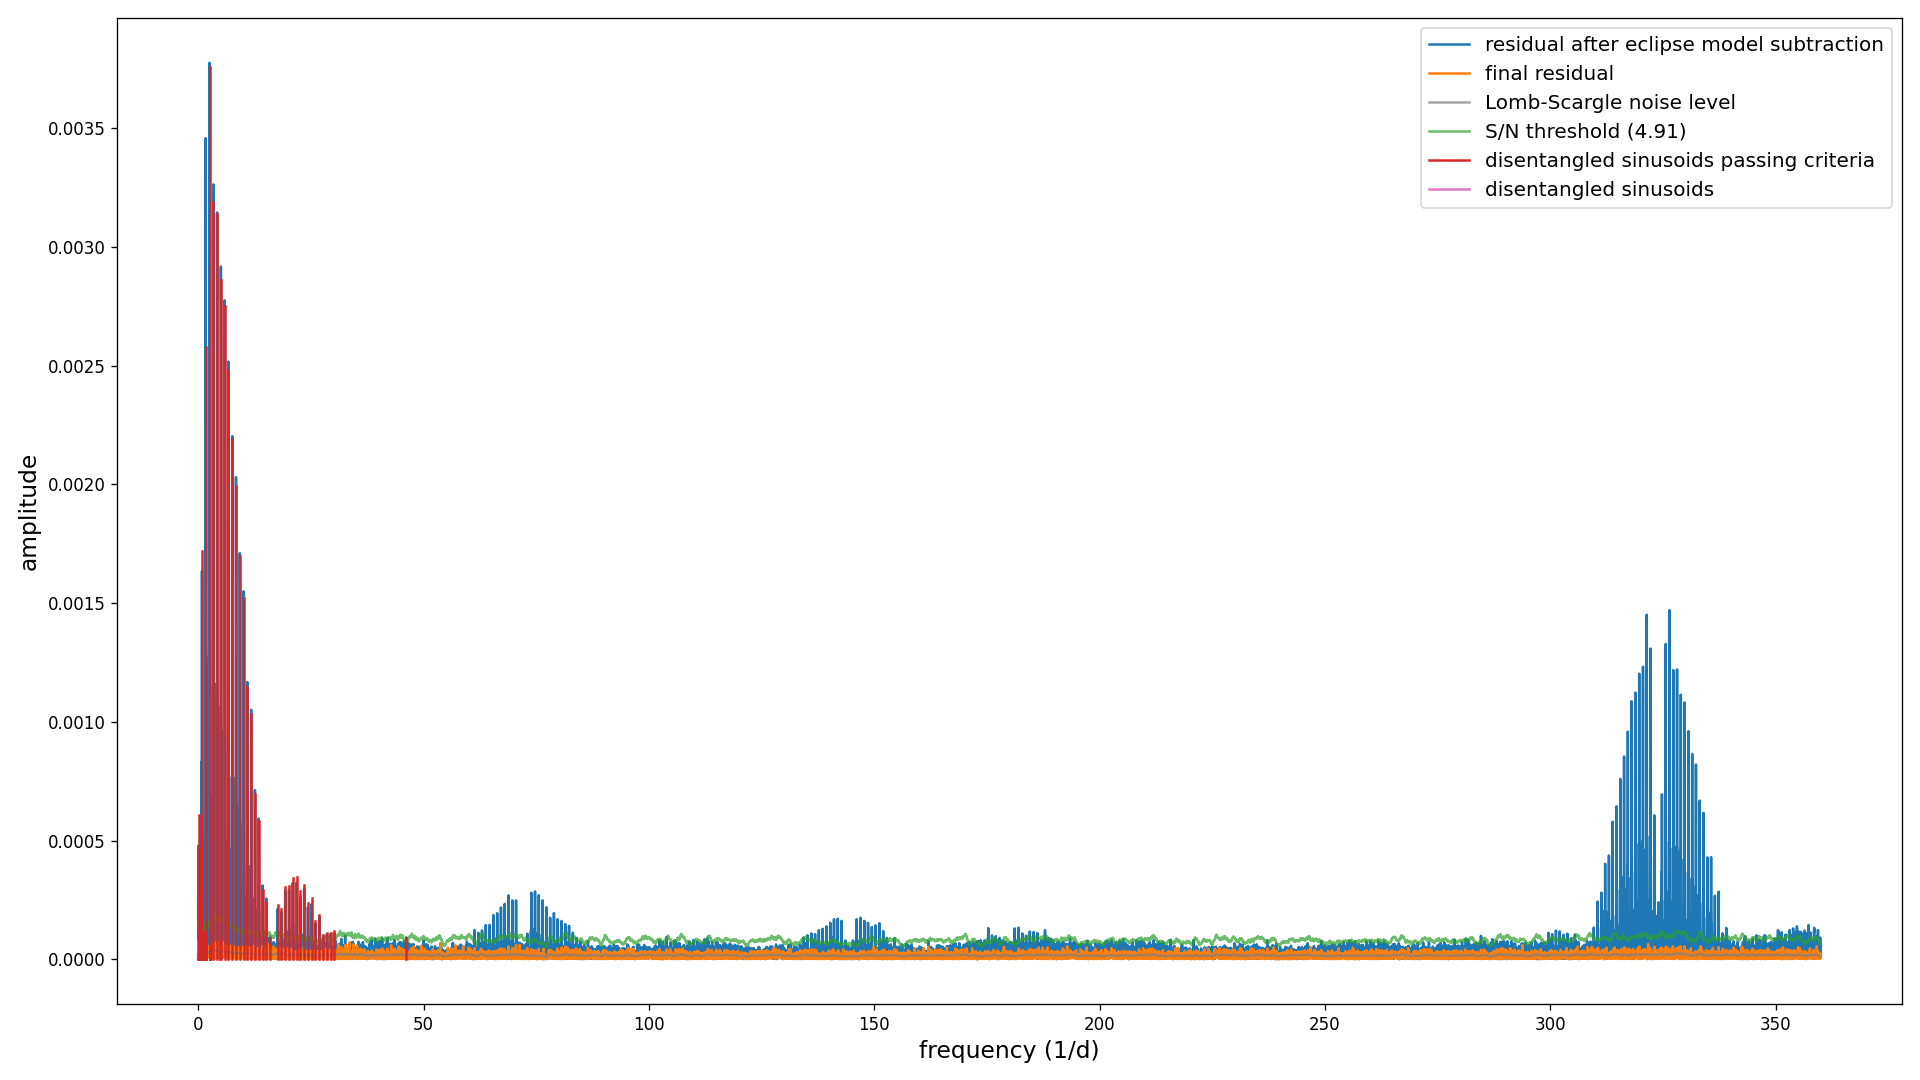 residual after eclipse model subtraction
final residual
Lomb-Scargle noise level
S/N threshold (4.91)
disentangled sinusoids passing criteria
disentangled sinusoids
amplitude
0.0035
0.0030
0.0025
0.0020
0.0015
0.0010
0.0005
0.0000
0 50 100 150 200 250 300 350
frequency (1/d)